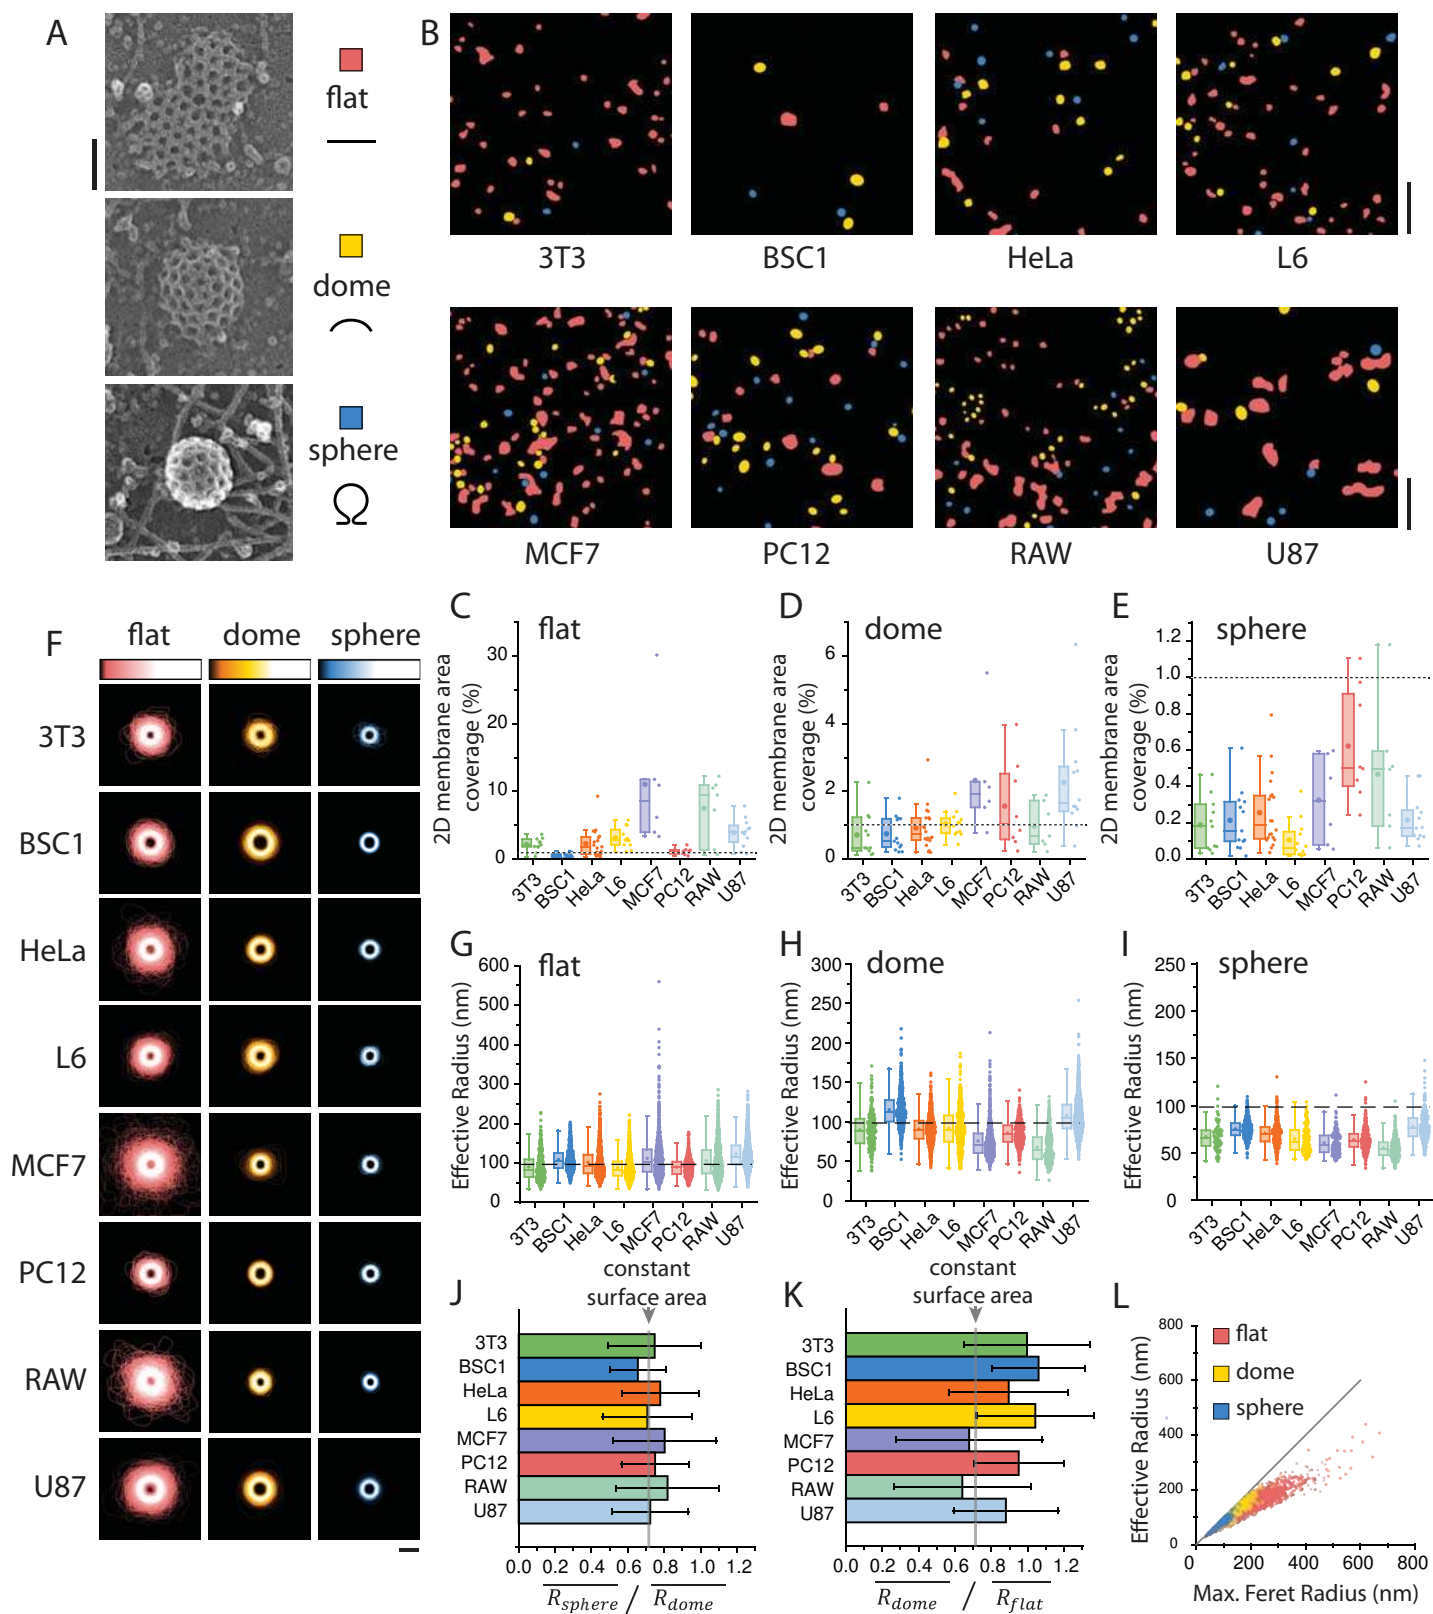 A
flat
dome
sphere
B
3T3
BSC1
HeLa
L6
MCF7
PC12
RAW
U87
F
flat
dome
sphere
3T3
BSC1
HeLa
L6
MCF7
PC12
RAW
U87
C
flat
2D membrane area
coverage (%)
30
20
10
0
3T3
BSC1
HeLa
L6
MCF7
PC12
RAW
U87
D
dome
2D membrane area
coverage (%)
6
4
2
0
3T3
BSC1
HeLa
L6
MCF7
PC12
RAW
U87
E
sphere
2D membrane area
coverage (%)
1.2
1.0
0.8
0.6
0.4
0.2
0.0
3T3
BSC1
HeLa
L6
MCF7
PC12
RAW
U87
G
flat
Effective Radius (nm)
600
500
400
300
200
100
0
3T3
BSC1
HeLa
L6
MCF7
PC12
RAW
U87
H
dome
Effective Radius (nm)
300
250
200
150
100
50
0
3T3
BSC1
HeLa
L6
MCF7
PC12
RAW
U87
I
sphere
Effective Radius (nm)
250
200
150
100
50
0
3T3
BSC1
HeLa
L6
MCF7
PC12
RAW
U87
J
constant
surface area
3T3
BSC1
HeLa
L6
MCF7
PC12
RAW
U87
0.0 0.2 0.4 0.6 0.8 1.0 1.2
R_sphere / R_dome
K
constant
surface area
3T3
BSC1
HeLa
L6
MCF7
PC12
RAW
U87
0.0 0.2 0.4 0.6 0.8 1.0 1.2
R_dome / R_flat
L
flat
dome
sphere
Effective Radius (nm)
800
600
400
200
0
0 200 400 600 800
Max. Feret Radius (nm)